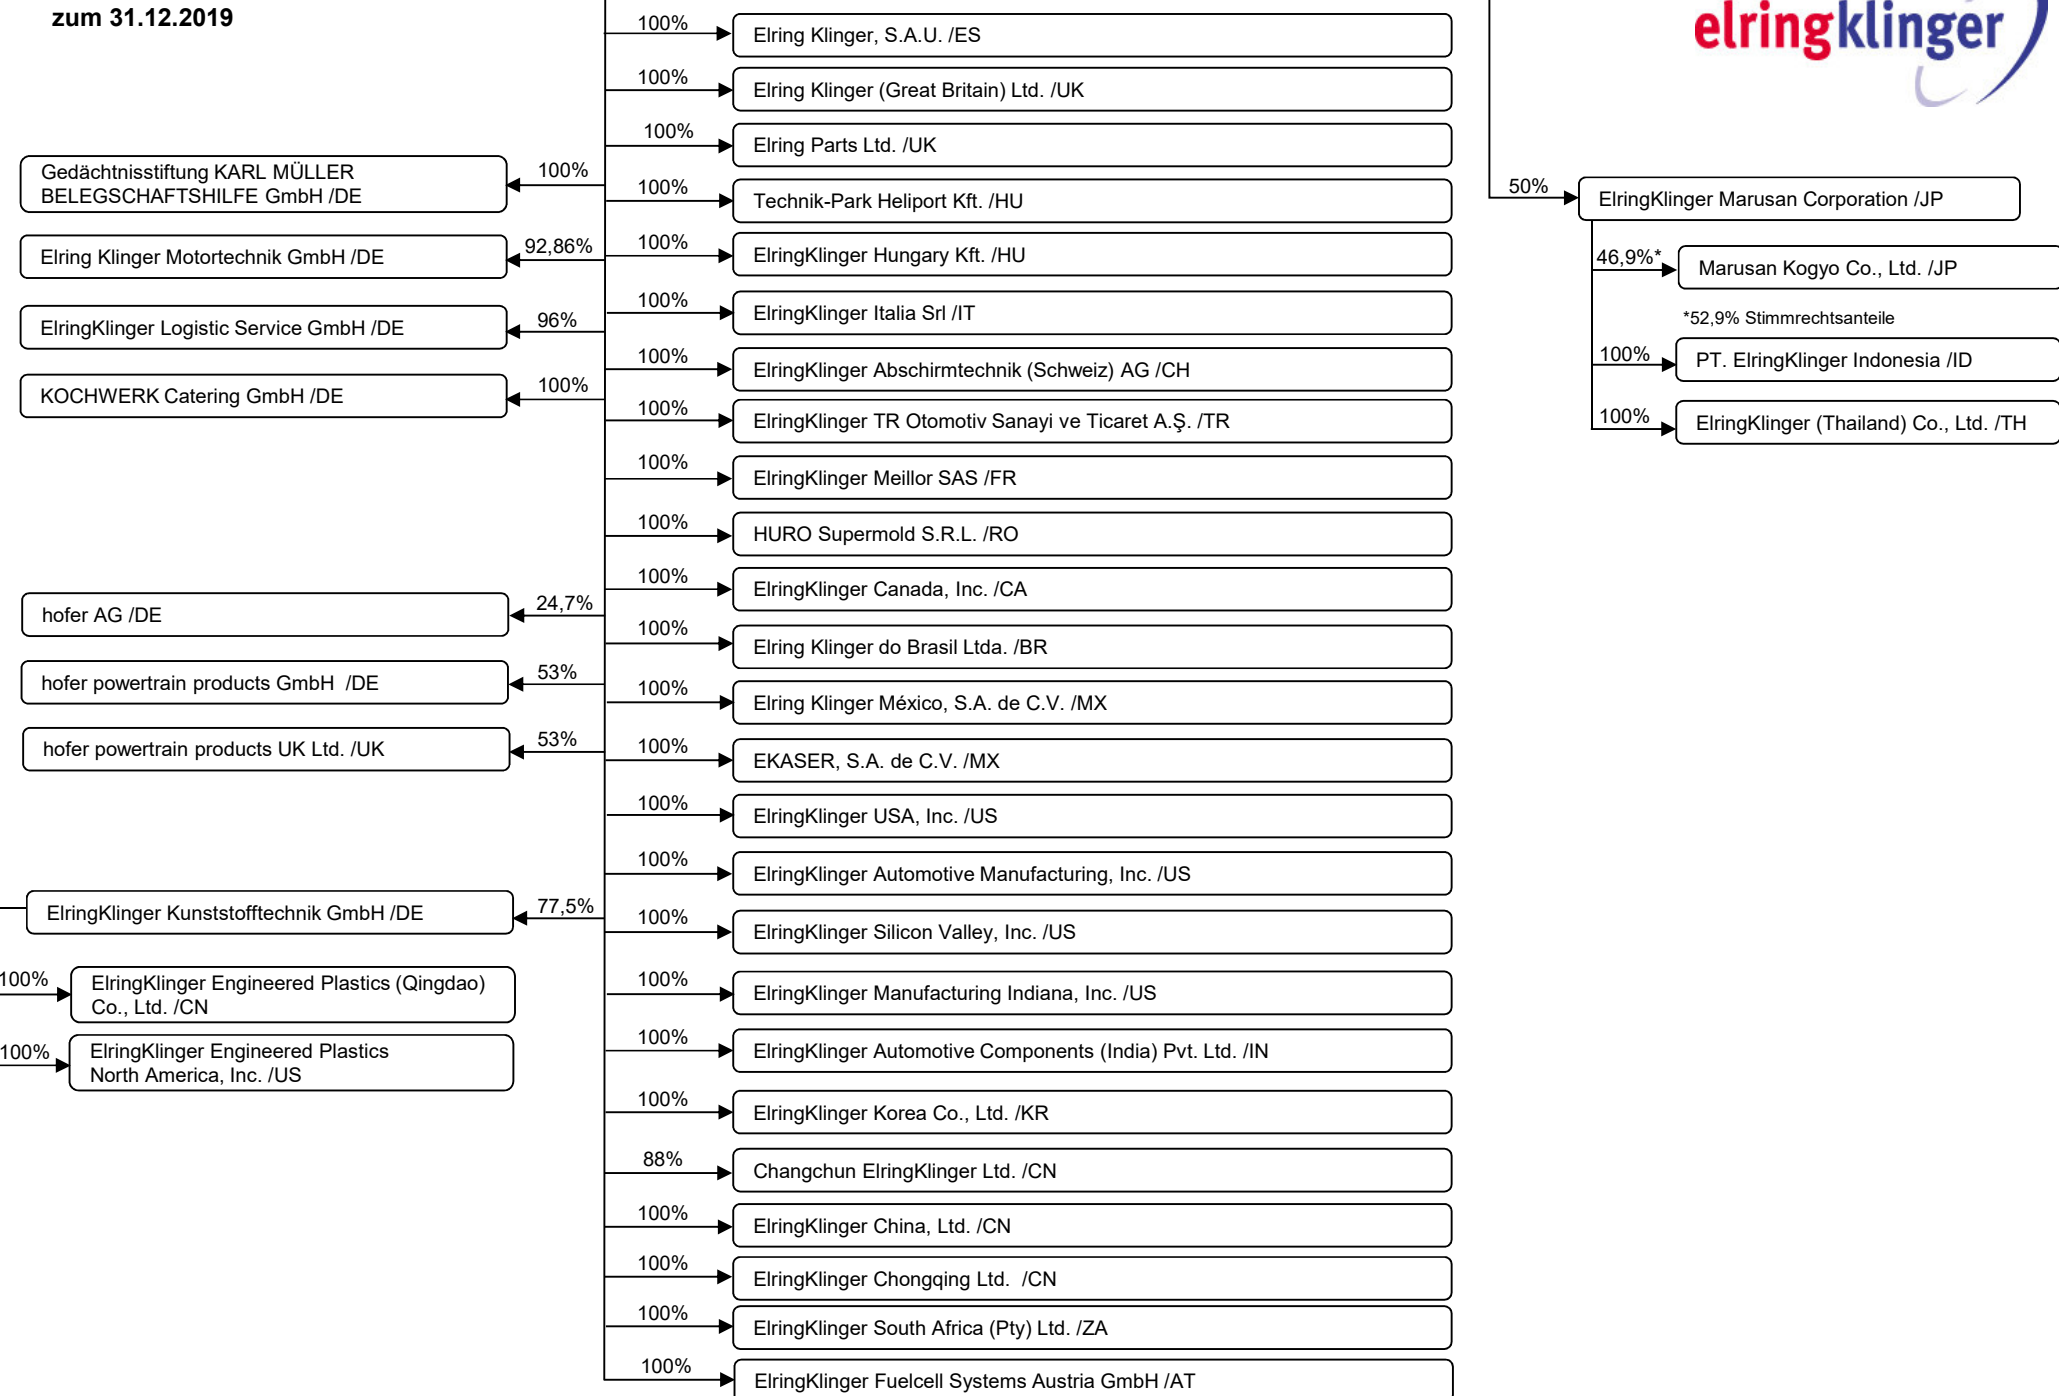 zum 31.12.2019
elringklinger
Gedächtnisstiftung KARL MÜLLER
BELEGSCHAFTSHILFE GmbH /DE
100%
Elring Klinger Motortechnik GmbH /DE
92,86%
ElringKlinger Logistic Service GmbH /DE
96%
KOCHWERK Catering GmbH /DE
100%
hofer AG /DE
24,7%
hofer powertrain products GmbH /DE
53%
hofer powertrain products UK Ltd. /UK
53%
ElringKlinger Kunststofftechnik GmbH /DE
77,5%
100%
ElringKlinger Engineered Plastics (Qingdao)
Co., Ltd. /CN
100%
ElringKlinger Engineered Plastics
North America, Inc. /US
100%
Elring Klinger, S.A.U. /ES
100%
Elring Klinger (Great Britain) Ltd. /UK
100%
Elring Parts Ltd. /UK
100%
Technik-Park Heliport Kft. /HU
100%
ElringKlinger Hungary Kft. /HU
100%
ElringKlinger Italia Srl /IT
100%
ElringKlinger Abschirmtechnik (Schweiz) AG /CH
100%
ElringKlinger TR Otomotiv Sanayi ve Ticaret A.Ş. /TR
100%
ElringKlinger Meillor SAS /FR
100%
HURO Supermold S.R.L. /RO
100%
ElringKlinger Canada, Inc. /CA
100%
Elring Klinger do Brasil Ltda. /BR
100%
Elring Klinger México, S.A. de C.V. /MX
100%
EKASER, S.A. de C.V. /MX
100%
ElringKlinger USA, Inc. /US
100%
ElringKlinger Automotive Manufacturing, Inc. /US
100%
ElringKlinger Silicon Valley, Inc. /US
100%
ElringKlinger Manufacturing Indiana, Inc. /US
100%
ElringKlinger Automotive Components (India) Pvt. Ltd. /IN
100%
ElringKlinger Korea Co., Ltd. /KR
88%
Changchun ElringKlinger Ltd. /CN
100%
ElringKlinger China, Ltd. /CN
100%
ElringKlinger Chongqing Ltd. /CN
100%
ElringKlinger South Africa (Pty) Ltd. /ZA
100%
ElringKlinger Fuelcell Systems Austria GmbH /AT
50%
ElringKlinger Marusan Corporation /JP
46,9%*
Marusan Kogyo Co., Ltd. /JP
*52,9% Stimmrechtsanteile
100%
PT. ElringKlinger Indonesia /ID
100%
ElringKlinger (Thailand) Co., Ltd. /TH